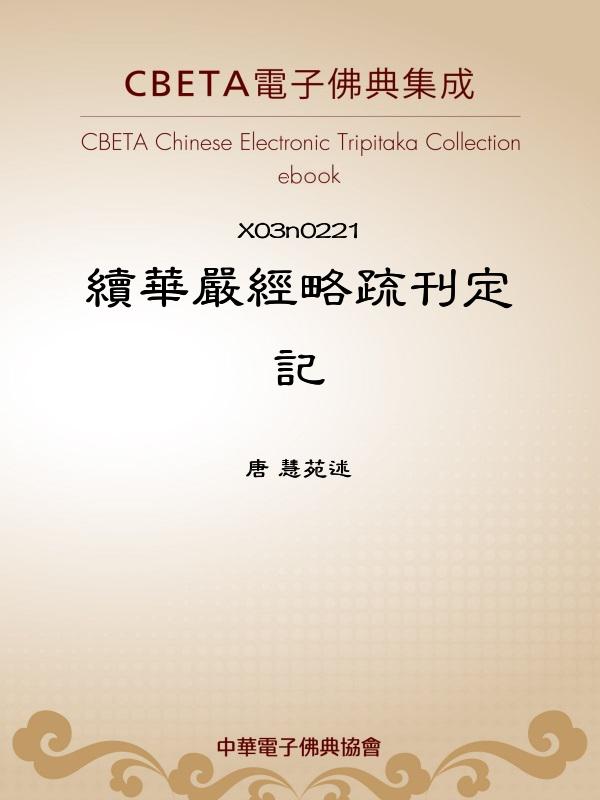 CBETA電子佛典集成
CBETA Chinese Electronic Tripitaka Collection
ebook
X03n0221
續華嚴經略疏刊定
記
唐 慧苑述
中華電子佛典協會